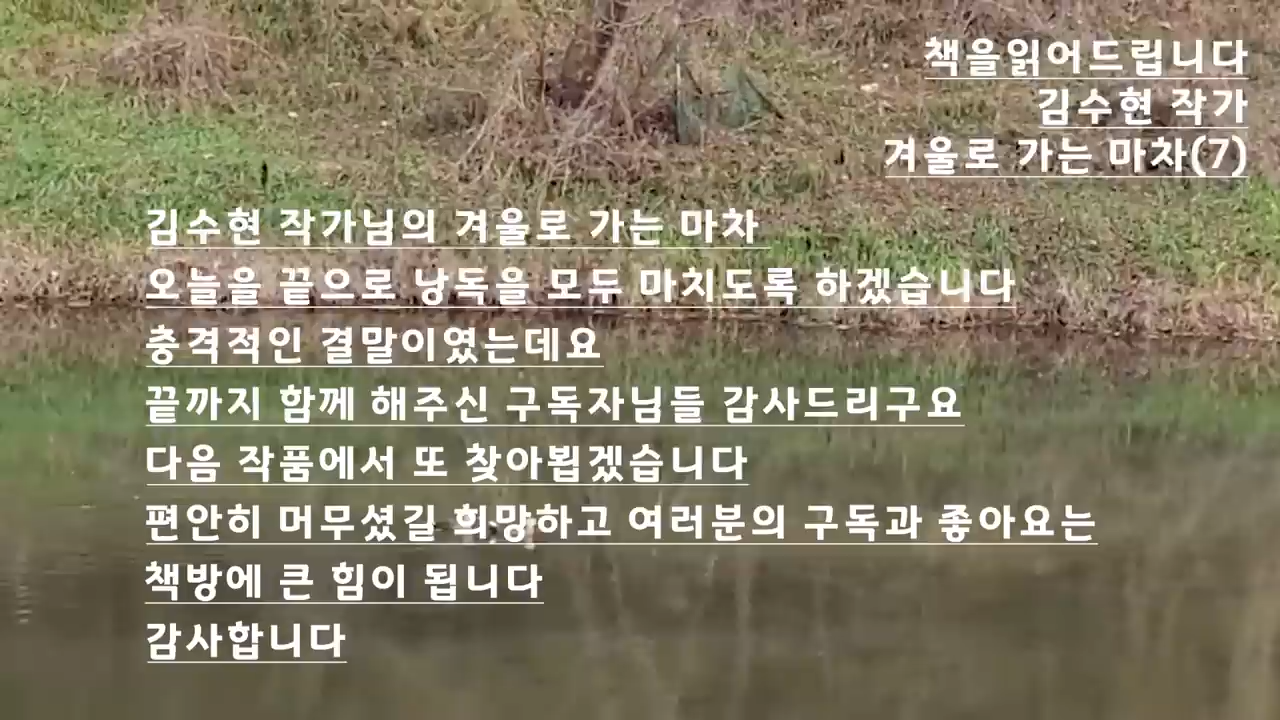 책을읽어드립니다
김수현 작가
겨울로 가는 마차(7)
김수현 작가님의 겨울로 가는 마차
오늘을 끝으로 낭독을 모두 마치도록 하겠습니다
충격적인 결말이였는데요
끝까지 함께 해주신 구독자님들 감사드리구요
다음 작품에서 또 찾아뵙겠습니다
편안히 머무셨길 희망하고 여러분의 구독과 좋아요는
책방에 큰 힘이 됩니다
감사합니다